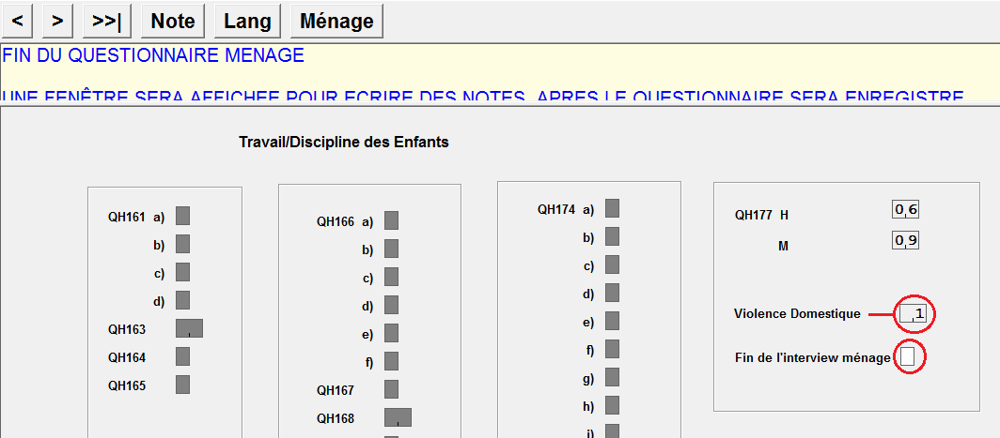 < > >>| Note Lang Ménage
FIN DU QUESTIONNAIRE MENAGE
UNE FENÊTRE SERA AFFICHEE POUR ECRIRE DES NOTES. APRES LE QUESTIONNAIRE SERA ENREGISTRE
Travail/Discipline des Enfants
QH161 a)
b)
c)
d)
QH163
QH164
QH165
QH166 a)
b)
c)
d)
e)
f)
QH167
QH168
QH174 a)
b)
c)
d)
e)
f)
g)
h)
i)
QH177 H 0,6
M 0,9
Violence Domestique 1
Fin de l'interview ménage